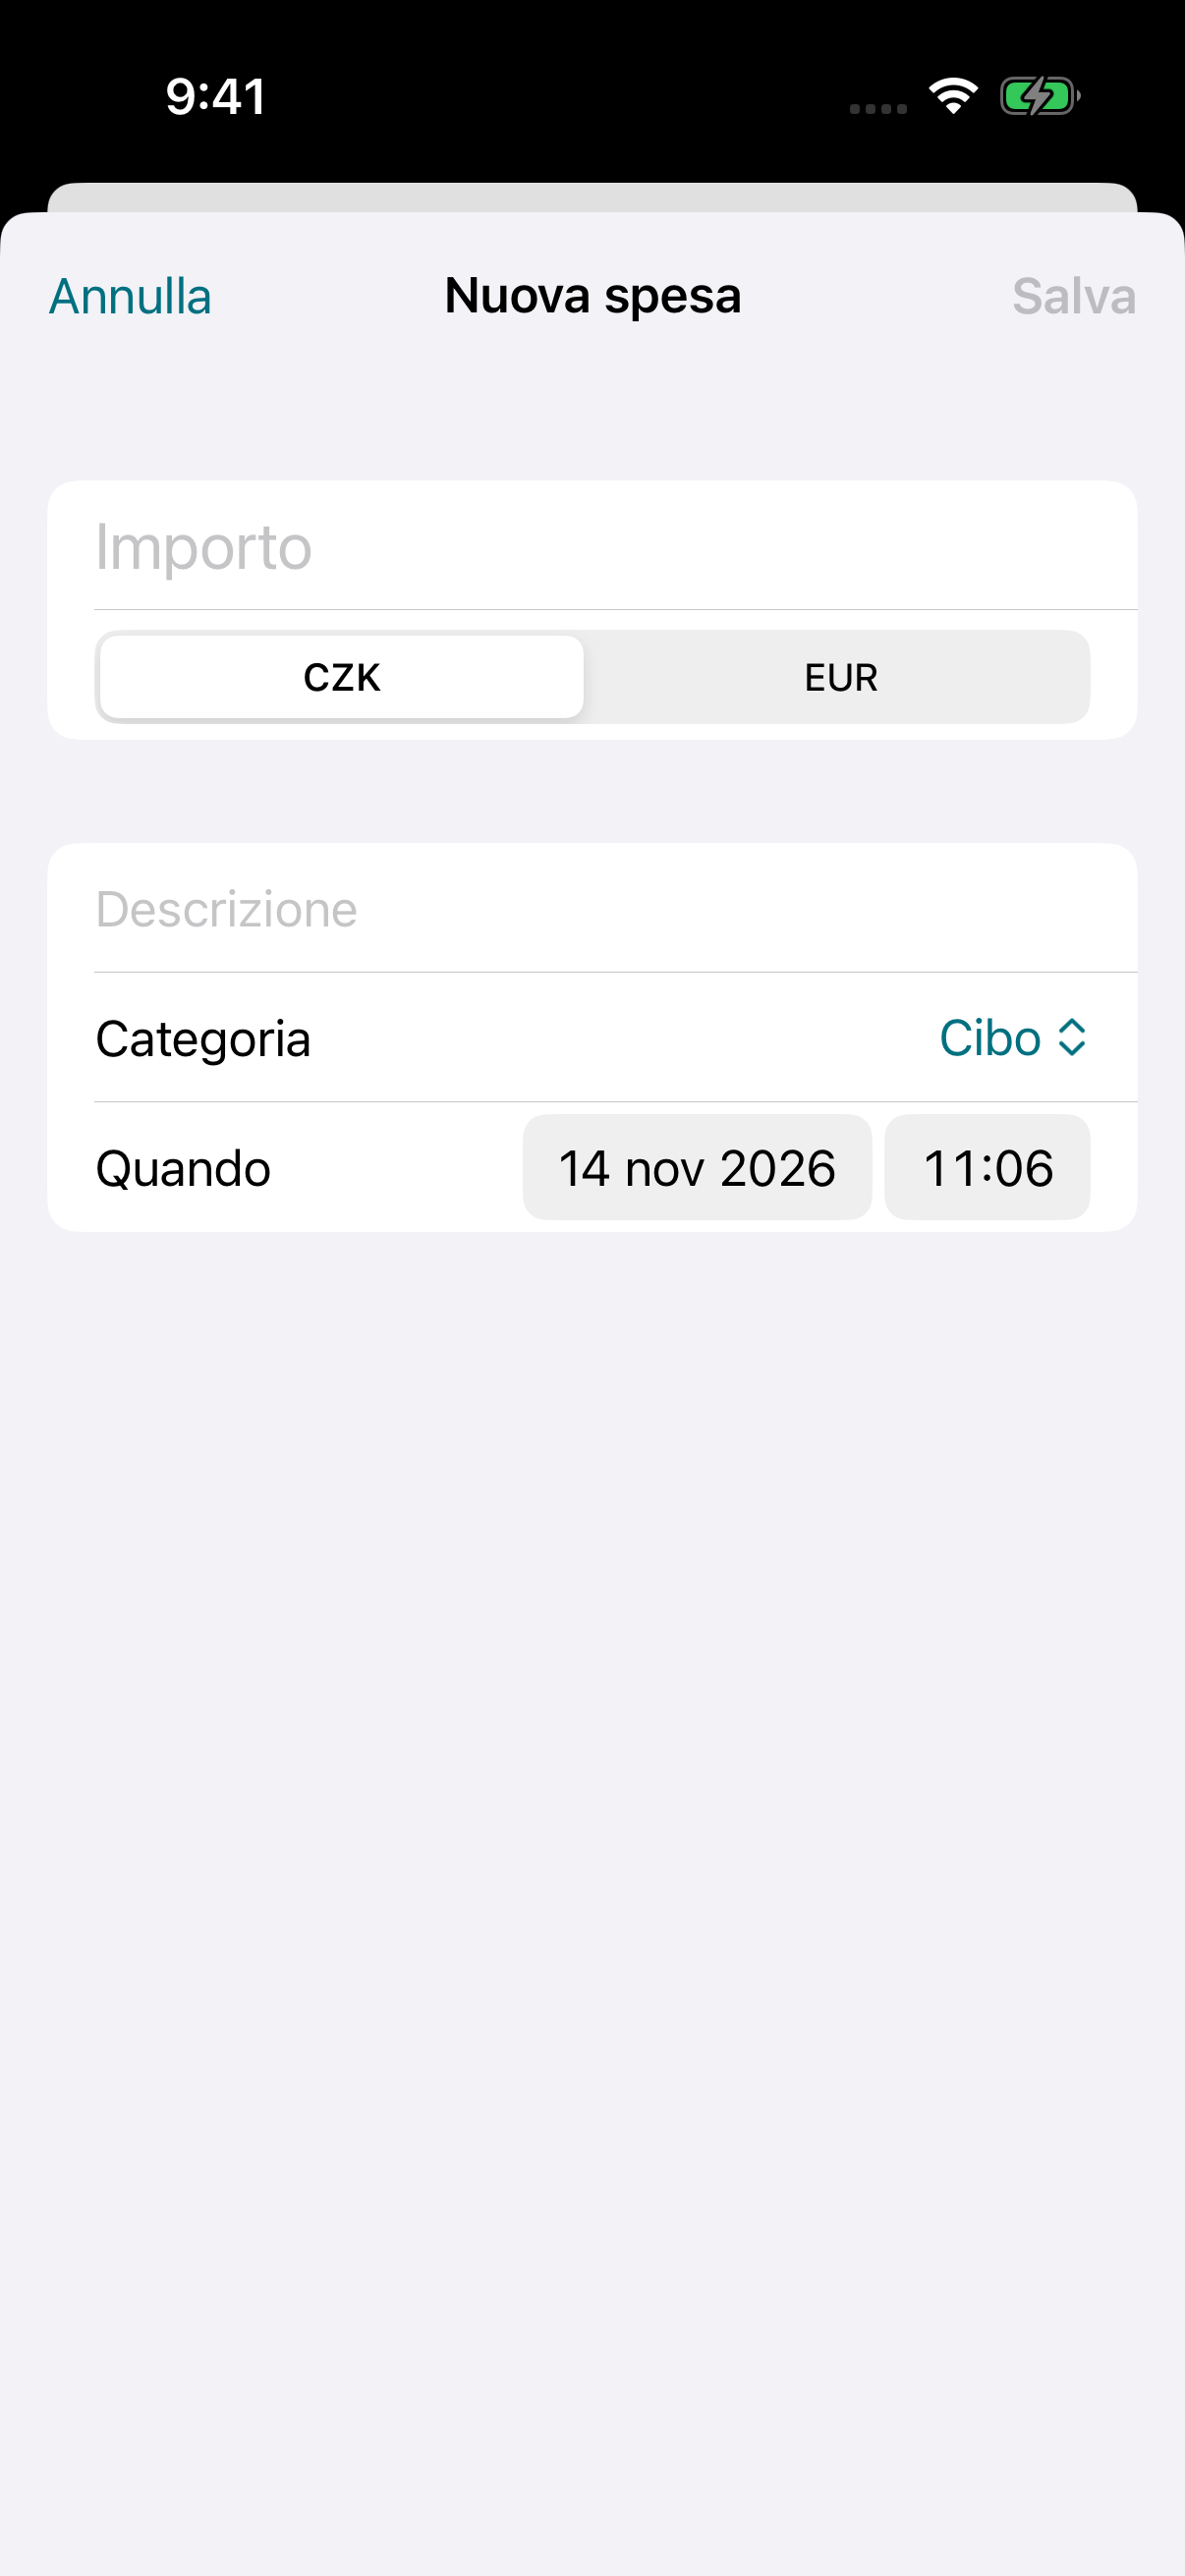 9:41
Annulla Nuova spesa Salva
Importo
CZK EUR
Descrizione
Categoria Cibo
Quando 14 nov 2026 11:06